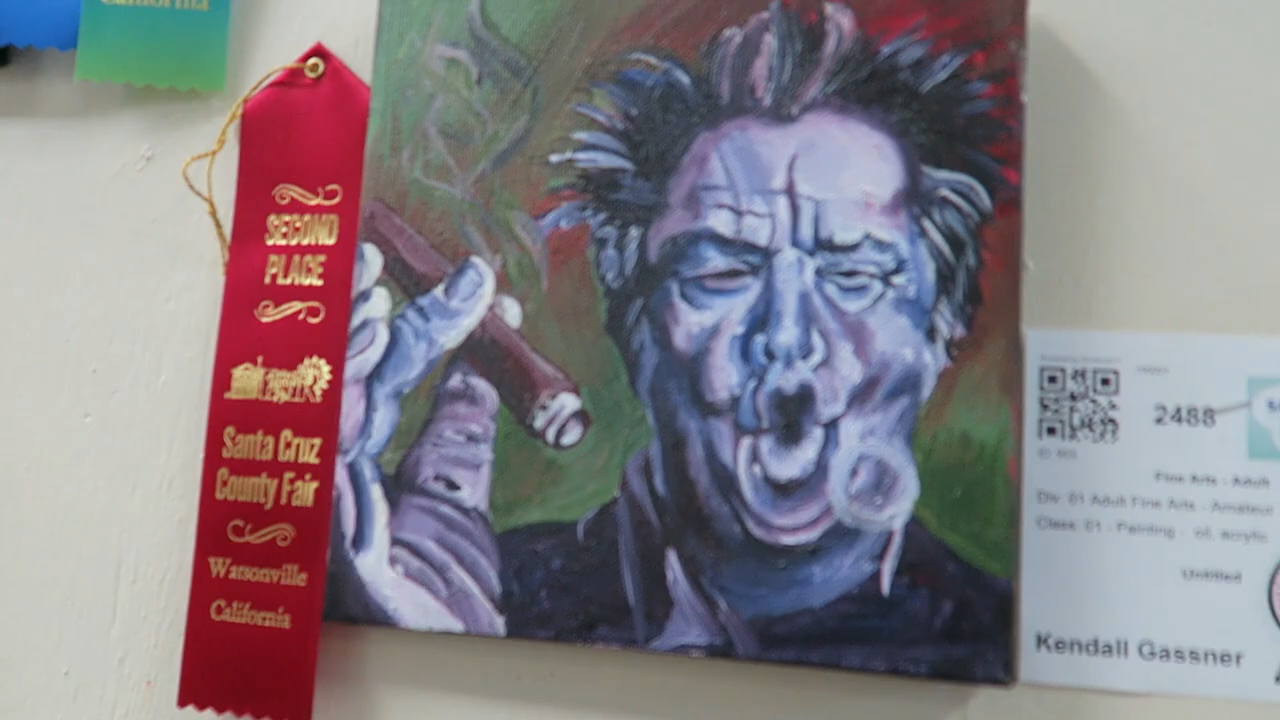 California
SECOND
PLACE
Santa Cruz
County Fair
Watsonville
California
2488
Fine Arts - Adult
Div: 01 Adult Fine Arts - Amateur
Class: 01 - Painting - oil, acrylic
Untitled
Kendall Gassner